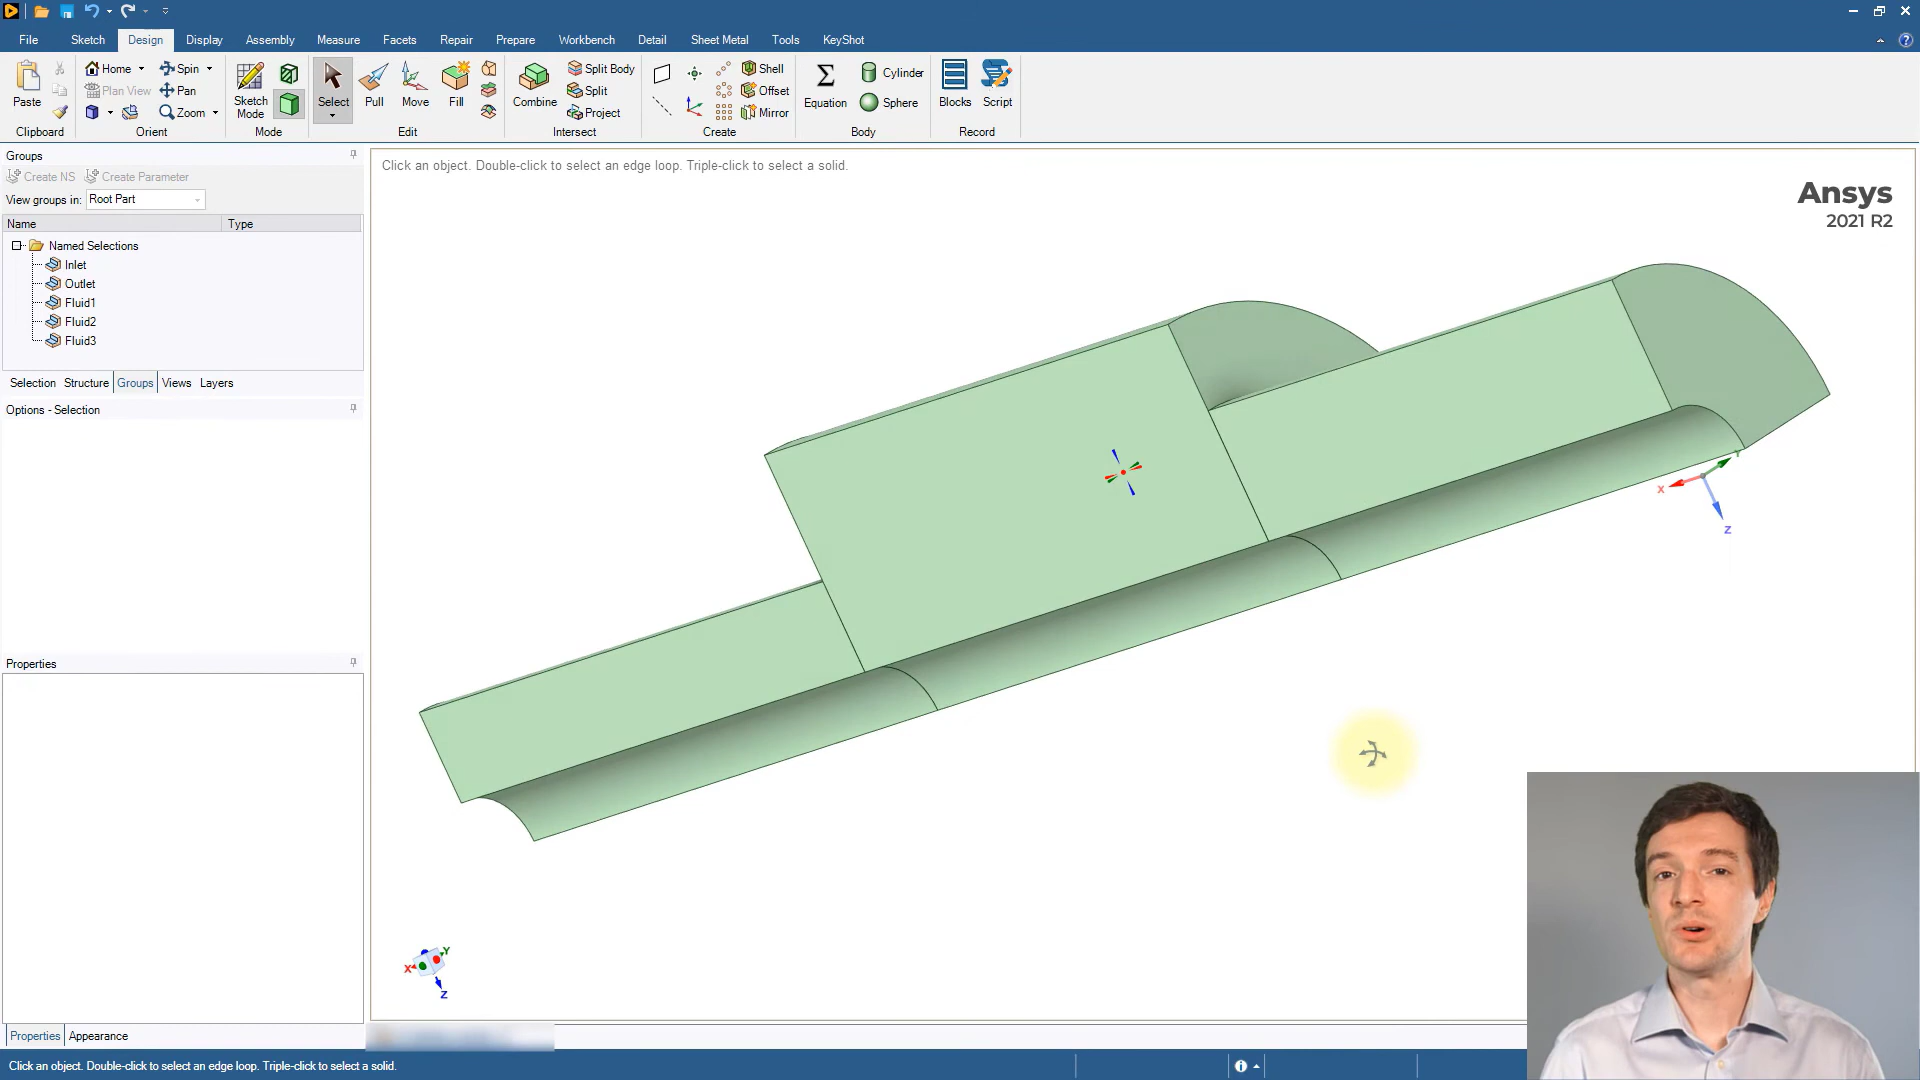 File Sketch Design Display Assembly Measure Facets Repair Prepare Workbench Detail Sheet Metal Tools KeyShot
Home Spin Split Body Shell Cylinder
Plan View Pan Split Offset
Paste Sketch Mode Select Pull Move Fill Combine Equation Blocks Script
Zoom Project Mirror Sphere
Clipboard Orient Mode Edit Intersect Create Body Record
Groups
Create NS Create Parameter
View groups in: Root Part
Name Type
Named Selections
Inlet
Outlet
Fluid1
Fluid2
Fluid3
Selection Structure Groups Views Layers
Options - Selection
Properties
Properties Appearance
Click an object. Double-click to select an edge loop. Triple-click to select a solid.
Ansys
2021 R2
X Y Z
X Y Z
Click an object. Double-click to select an edge loop. Triple-click to select a solid.